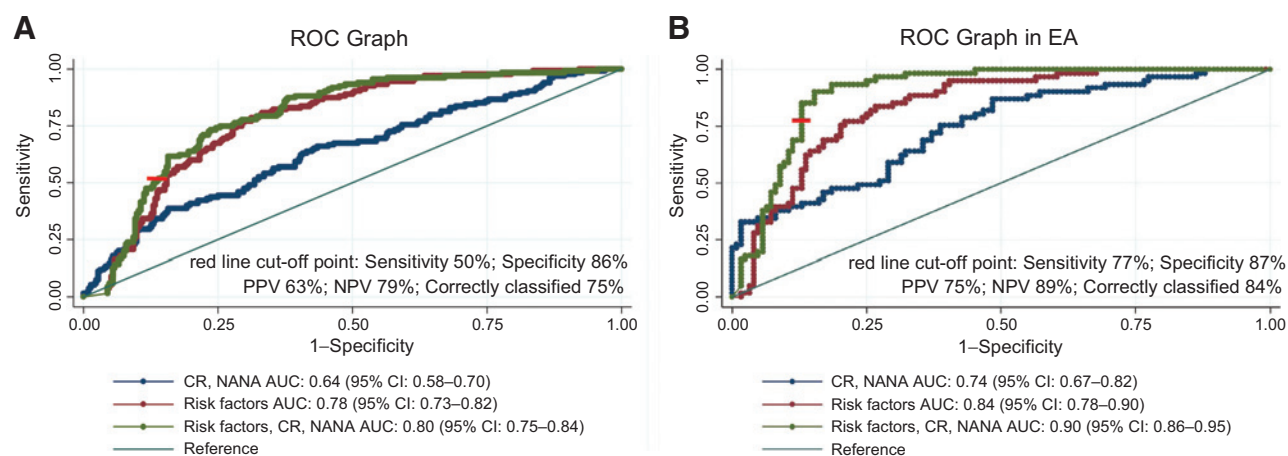 A
ROC Graph
Sensitivity
1.00
0.75
0.50
0.25
0.00
red line cut-off point: Sensitivity 50%; Specificity 86%
PPV 63%; NPV 79%; Correctly classified 75%
0.00 0.25 0.50 0.75 1.00
1–Specificity
CR, NANA AUC: 0.64 (95% CI: 0.58–0.70)
Risk factors AUC: 0.78 (95% CI: 0.73–0.82)
Risk factors, CR, NANA AUC: 0.80 (95% CI: 0.75–0.84)
Reference
B
ROC Graph in EA
Sensitivity
1.00
0.75
0.50
0.25
0.00
red line cut-off point: Sensitivity 77%; Specificity 87%
PPV 75%; NPV 89%; Correctly classified 84%
0.00 0.25 0.50 0.75 1.00
1–Specificity
CR, NANA AUC: 0.74 (95% CI: 0.67–0.82)
Risk factors AUC: 0.84 (95% CI: 0.78–0.90)
Risk factors, CR, NANA AUC: 0.90 (95% CI: 0.86–0.95)
Reference